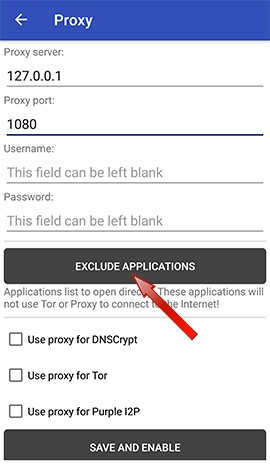 Proxy
Proxy server:
127.0.0.1
Proxy port:
1080
Username:
This field can be left blank
Password:
This field can be left blank
EXCLUDE APPLICATIONS
Applications list to open direct These applications will
not use Tor or Proxy to connect to the Internet!
Use proxy for DNSCrypt
Use proxy for Tor
Use proxy for Purple I2P
SAVE AND ENABLE